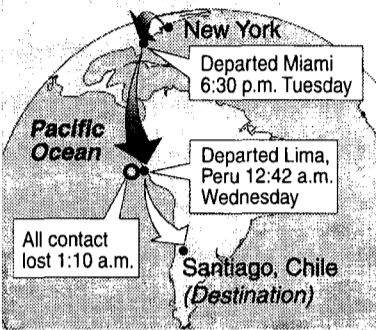 New York
Departed Miami
6:30 p.m. Tuesday
Pacific
Ocean
Departed Lima,
Peru 12:42 a.m.
Wednesday
All contact
lost 1:10 a.m.
Santiago, Chile
(Destination)